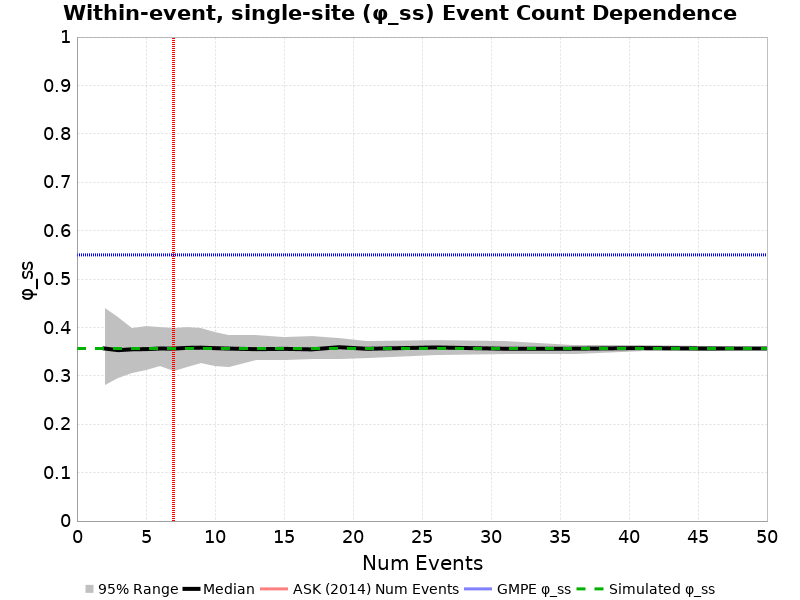 Within-event, single-site (φ_ss) Event Count Dependence
1
0.9
0.8
0.7
0.6
0.5
0.4
0.3
0.2
0.1
0
φ_ss
0 5 10 15 20 25 30 35 40 45 50
Num Events
95% Range Median ASK (2014) Num Events GMPE φ_ss Simulated φ_ss